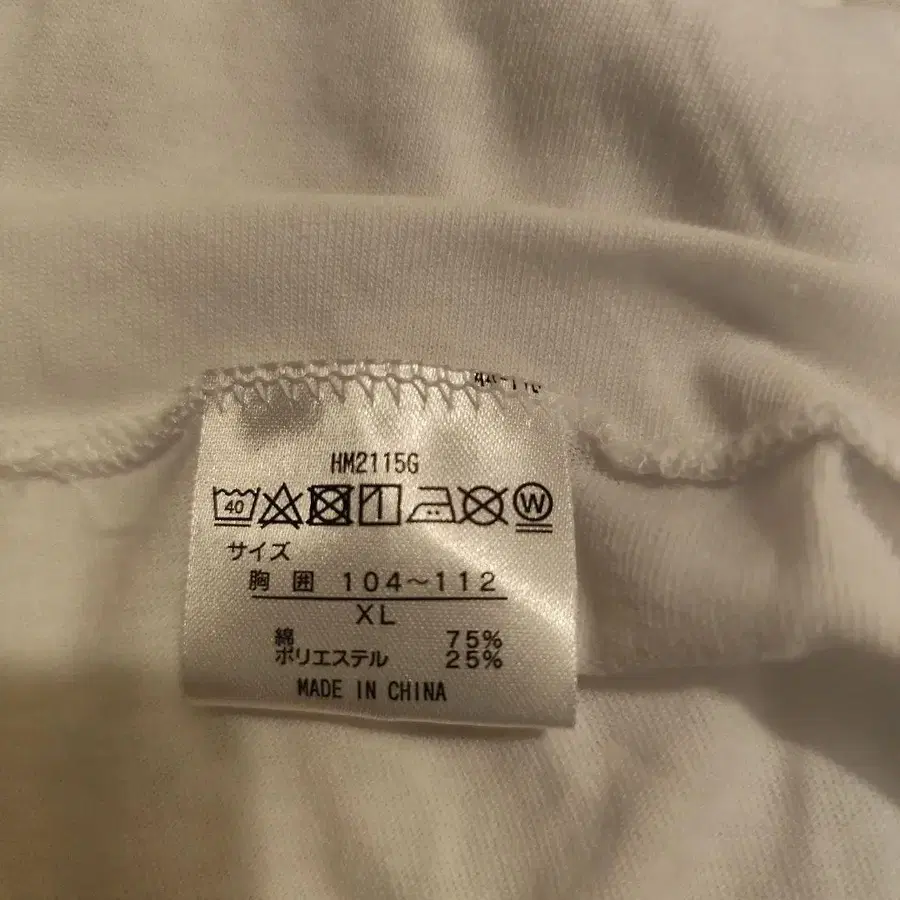 HM2115G
40
W
サイズ
胸囲 104～112
XL
綿 75%
ポリエステル 25%
MADE IN CHINA